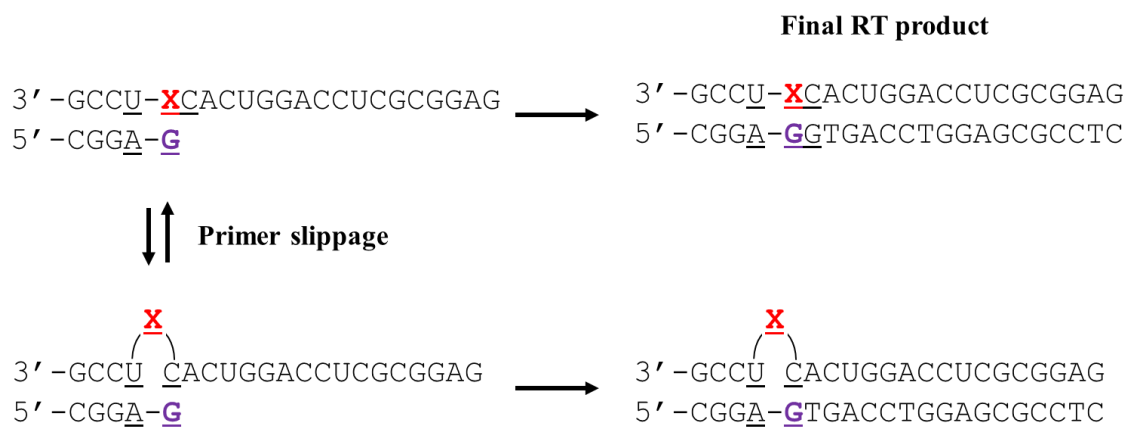 Final RT product
3′-GCCU-XCACUGGACCUCGCGGAG
5′-CGGA-G
3′-GCCU-XCACUGGACCUCGCGGAG
5′-CGGA-GGTGACCTGGAGCGCCTC
Primer slippage
X
3′-GCCU CACUGGACCUCGCGGAG
5′-CGGA-G
X
3′-GCCU CACUGGACCUCGCGGAG
5′-CGGA-GTGACCTGGAGCGCCTC